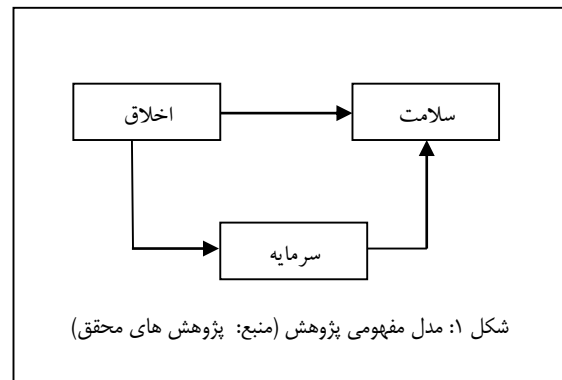 اخلاق
سلامت
سرمایه
شکل ۱: مدل مفهومی پژوهش (منبع: پژوهش های محقق)